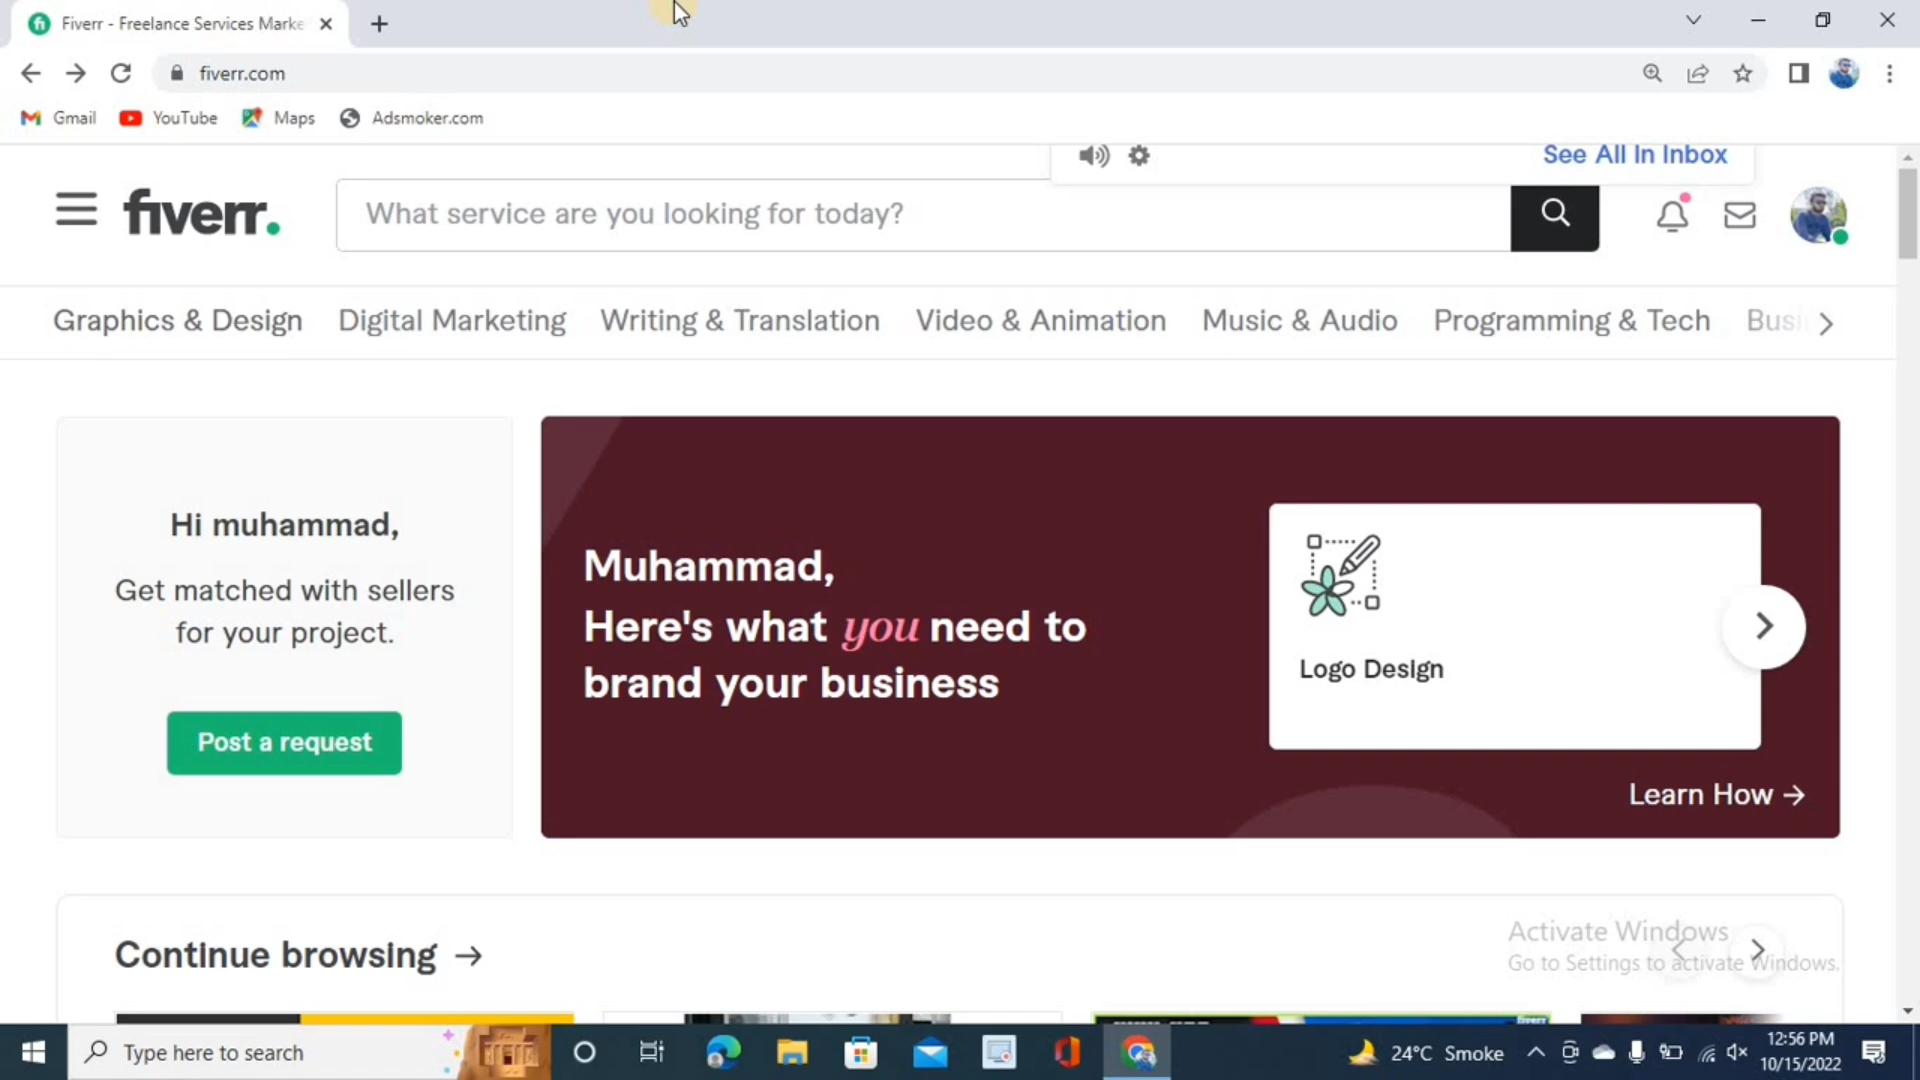 Fiverr - Freelance Services Marke
fiverr.com
Gmail
YouTube
Maps
Adsmoker.com
See All In Inbox
fiverr.
What service are you looking for today?
Graphics & Design
Digital Marketing
Writing & Translation
Video & Animation
Music & Audio
Programming & Tech
Busi
Hi muhammad,
Get matched with sellers
for your project.
Post a request
Muhammad,
Here's what you need to
brand your business
Logo Design
Learn How →
Continue browsing →
Activate Windows
Go to Settings to activate Windows.
fiverr
Type here to search
24°C Smoke
12:56 PM
10/15/2022